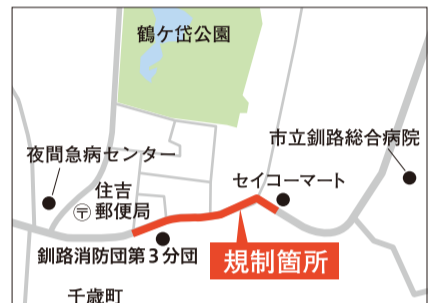 鶴ケ岱公園
市立釧路総合病院
夜間急病センター
セイコーマート
住吉
〒郵便局
釧路消防団第3分団
規制箇所
千歳町